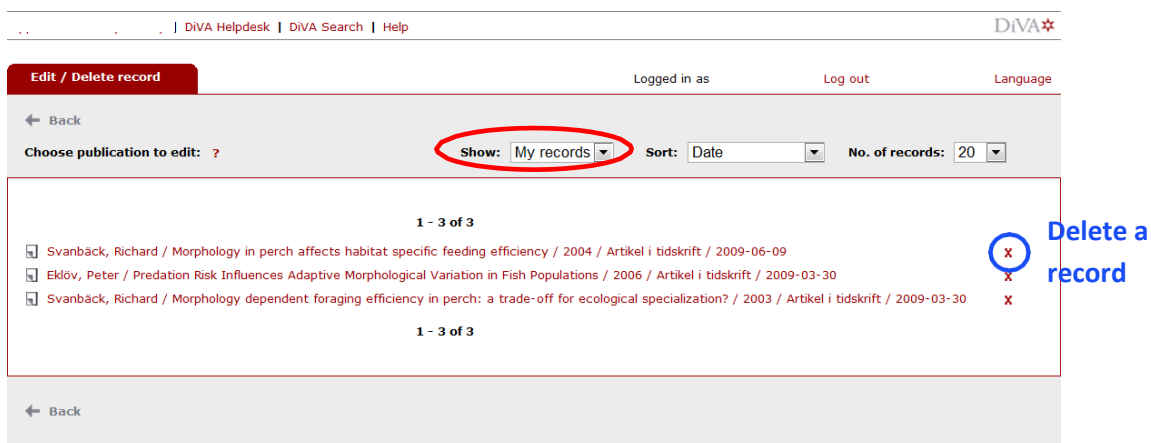 | DiVA Helpdesk | DiVA Search | Help DiVA
Edit / Delete record Logged in as Log out Language
Back
Choose publication to edit: ? Show: My records Sort: Date No. of records: 20
1 - 3 of 3
Svanbäck, Richard / Morphology in perch affects habitat specific feeding efficiency / 2004 / Artikel i tidskrift / 2009-06-09 x
Eklöv, Peter / Predation Risk Influences Adaptive Morphological Variation in Fish Populations / 2006 / Artikel i tidskrift / 2009-03-30 x
Svanbäck, Richard / Morphology dependent foraging efficiency in perch: a trade-off for ecological specialization? / 2003 / Artikel i tidskrift / 2009-03-30 x
Delete a
record
1 - 3 of 3
Back